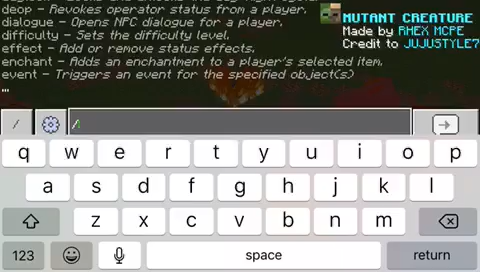 deop – Revokes operator status from a player.
dialogue – Opens NPC dialogue for a player.
difficulty – Sets the difficulty level.
effect – Add or remove status effects.
enchant – Adds an enchantment to a player's selected item.
event – Triggers an event for the specified object(s)
...
MUTANT CREATURE
Made by RHEX MCPE
Credit to JUJUSTYLE7
/
/
q w e r t y u i o p
a s d f g h j k l
z x c v b n m
123 space return